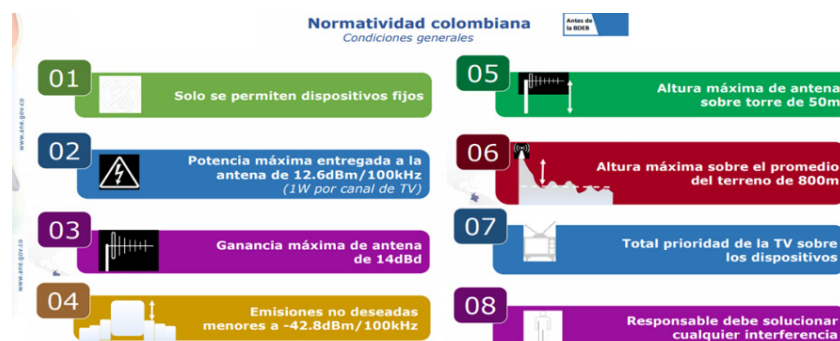 Normatividad colombiana
Condiciones generales
Antes de
la BDEB
01
Solo se permiten dispositivos fijos
02
Potencia máxima entregada a la
antena de 12.6dBm/100kHz
(1W por canal de TV)
03
Ganancia máxima de antena
de 14dBd
04
Emisiones no deseadas
menores a -42.8dBm/100kHz
05
Altura máxima de antena
sobre torre de 50m
06
Altura máxima sobre el promedio
del terreno de 800m
07
Total prioridad de la TV sobre
los dispositivos
08
Responsable debe solucionar
cualquier interferencia
www.ane.gov.co
www.ane.gov.co